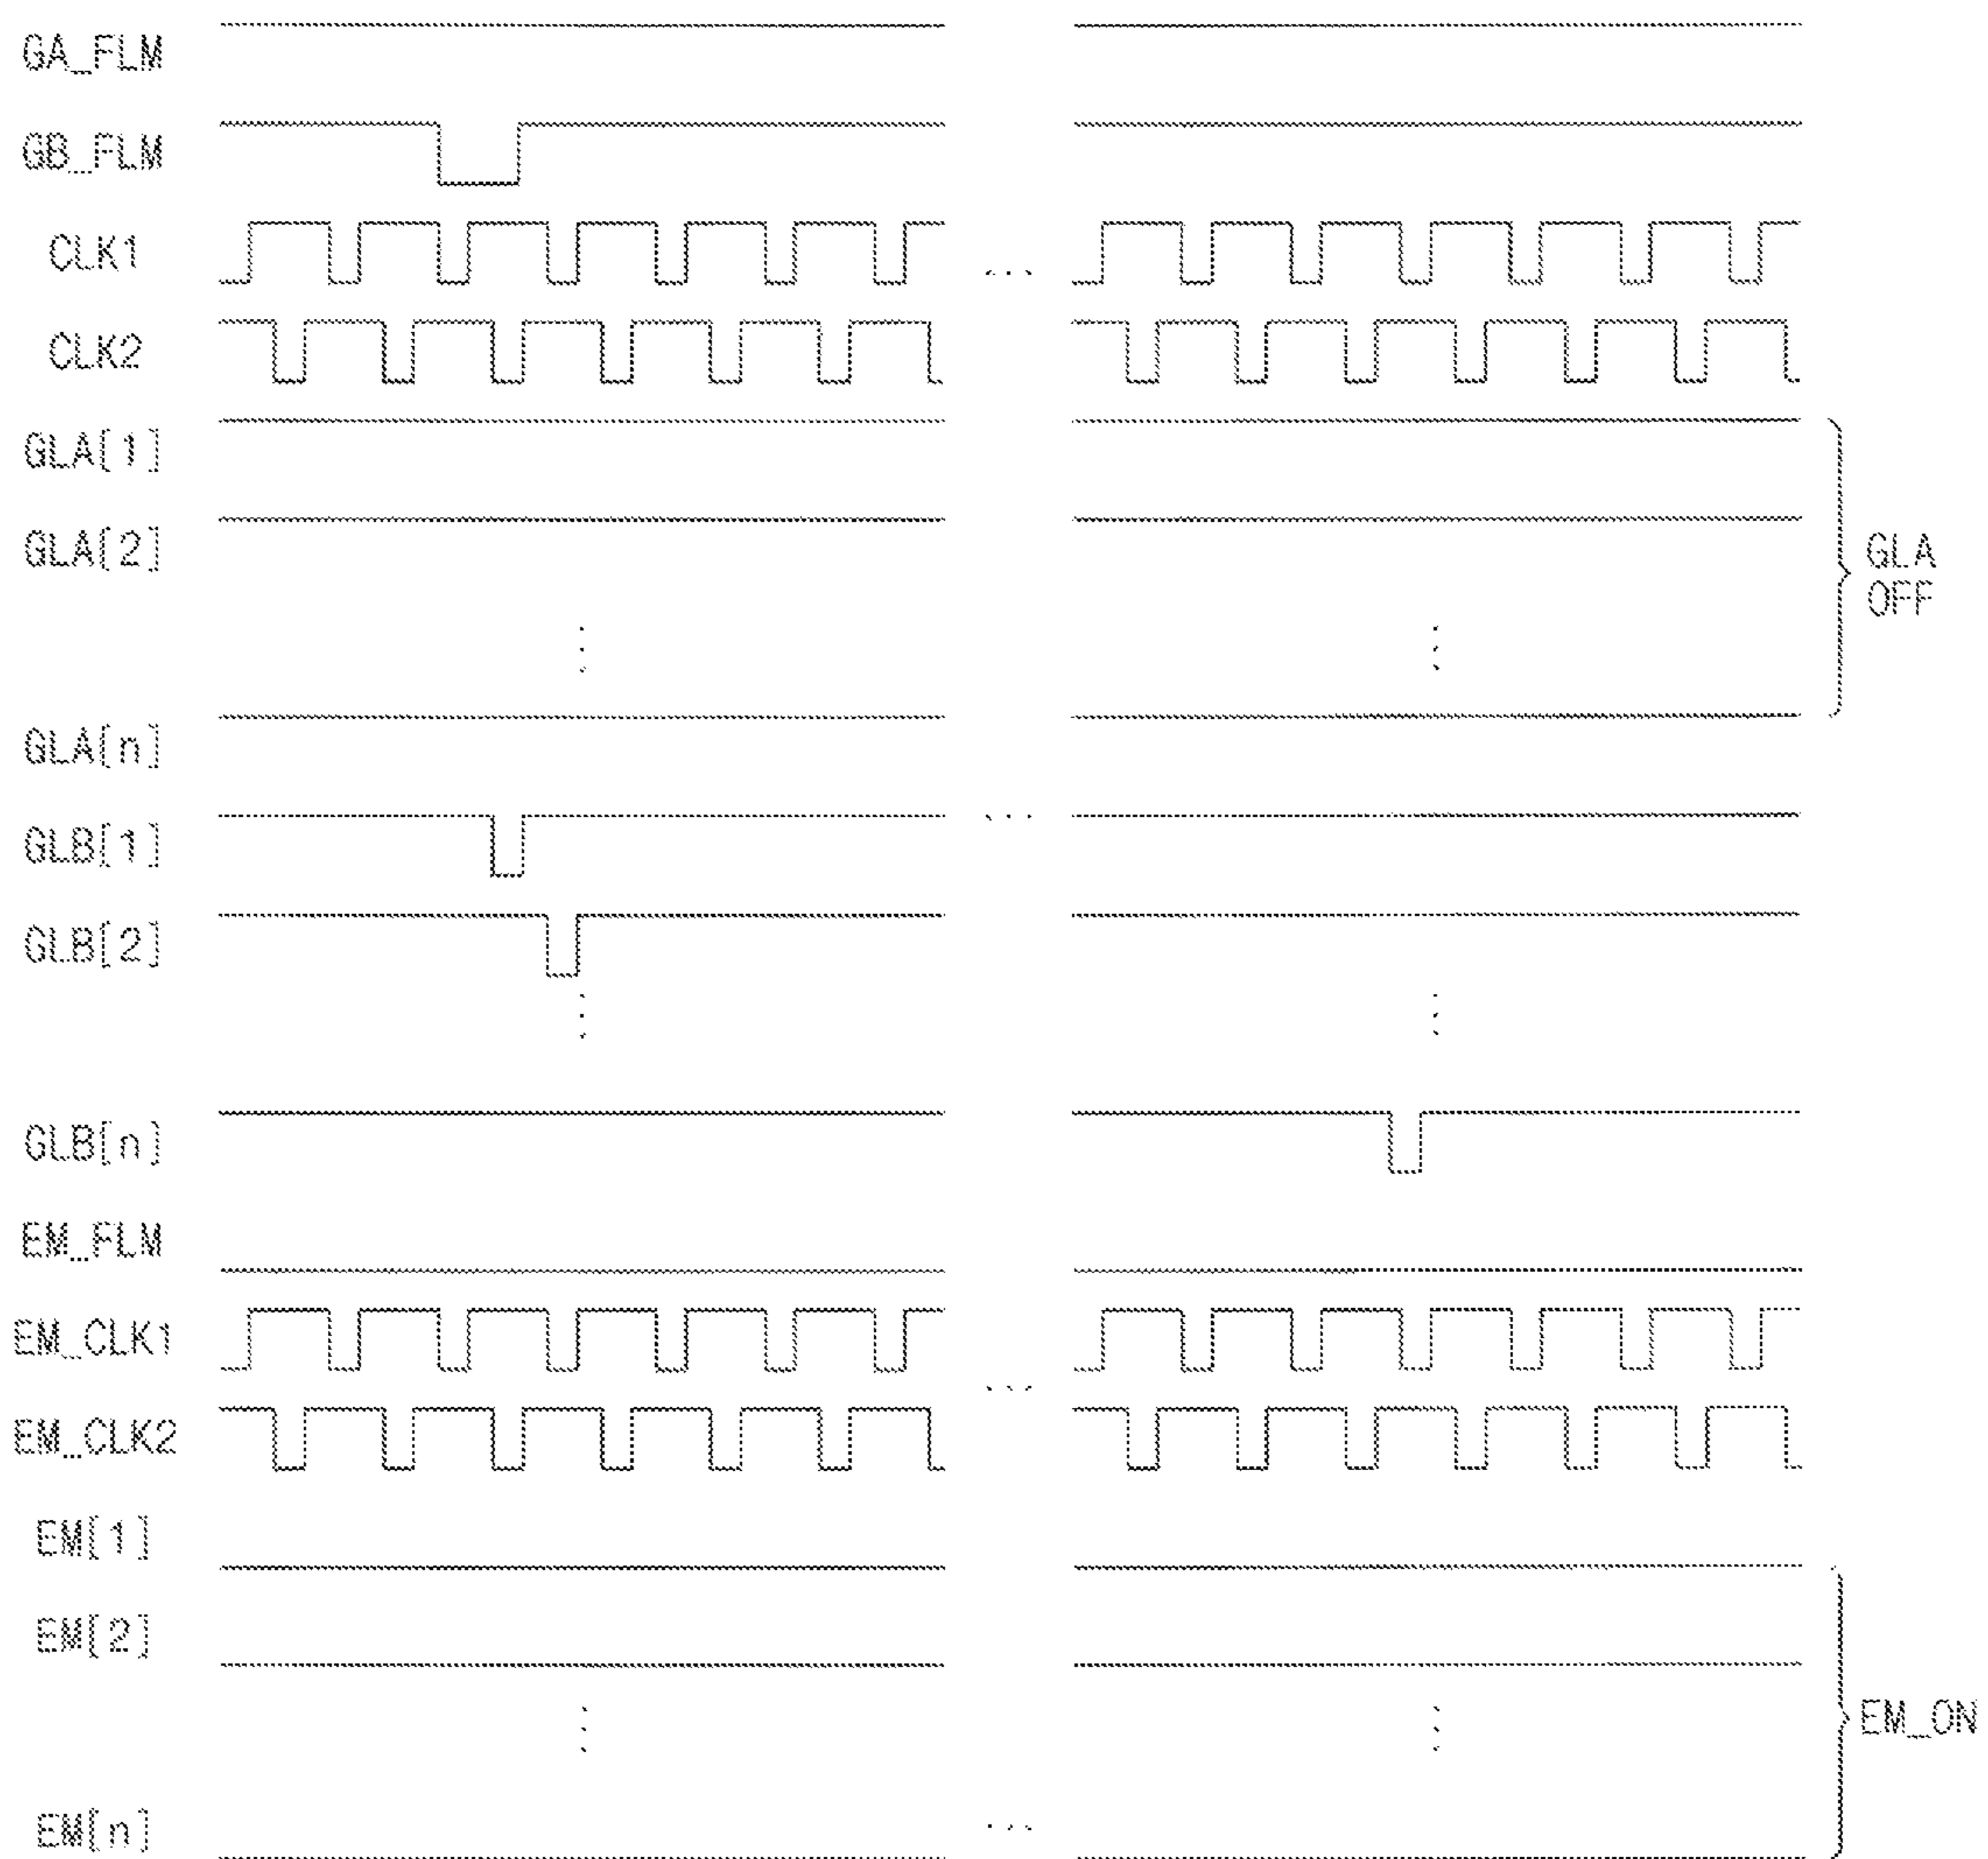 GA_FLM
GB_FLM
CLK1
CLK2
GLA[1]
GLA[2]
GLA
OFF
GLA[n]
GLB[1]
GLB[2]
GLB[n]
EM_FLM
EM_CLK1
EM_CLK2
EM[1]
EM[2]
EM_ON
EM[n]